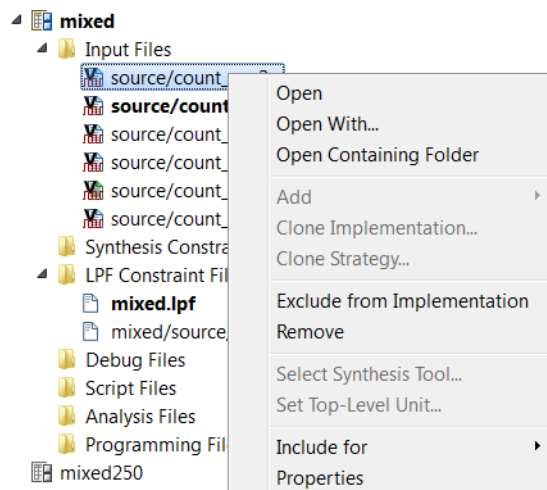 mixed
Input Files
source/count_
source/count
source/count_
source/count_
source/count_
source/count_
Synthesis Constra
LPF Constraint Fil
mixed.lpf
mixed/source
Debug Files
Script Files
Analysis Files
Programming Fil
mixed250
Open
Open With...
Open Containing Folder
Add
Clone Implementation...
Clone Strategy...
Exclude from Implementation
Remove
Select Synthesis Tool...
Set Top-Level Unit...
Include for
Properties